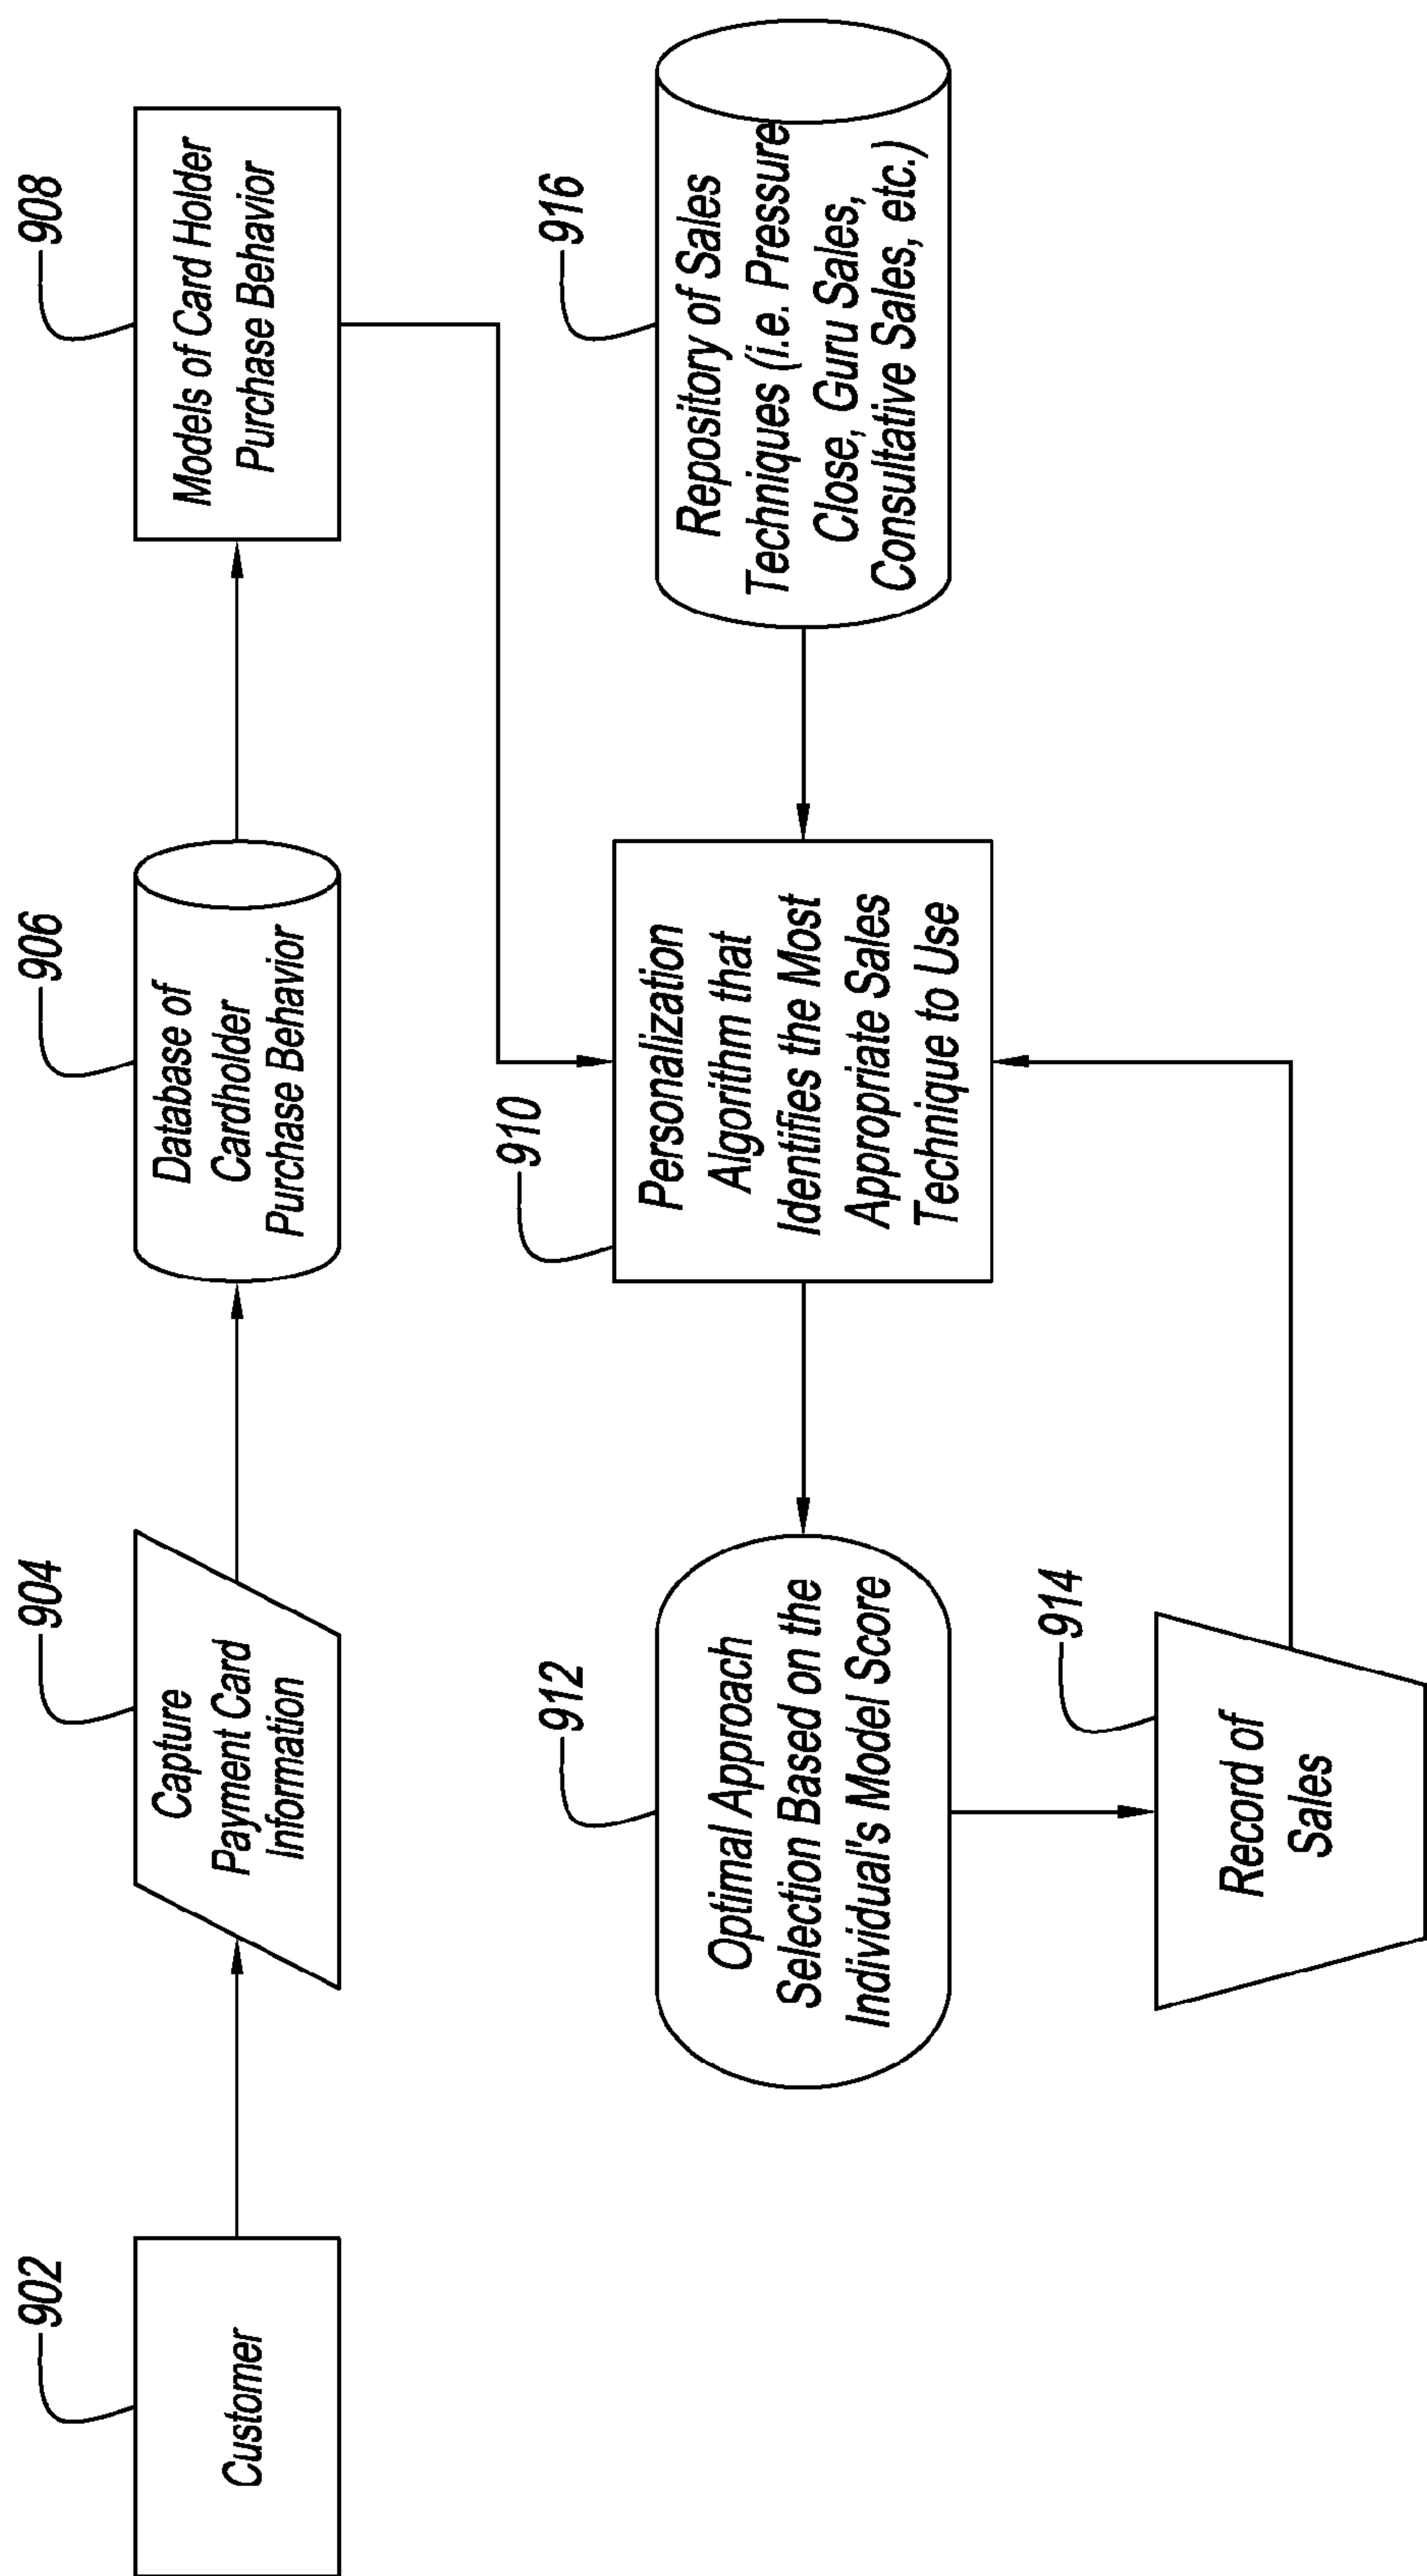 902
Customer
904
Capture
Payment Card
Information
906
Database of
Cardholder
Purchase Behavior
908
Models of Card Holder
Purchase Behavior
912
Optimal Approach
Selection Based on the
Individual's Model Score
910
Personalization
Algorithm that
Identifies the Most
Appropriate Sales
Technique to Use
916
Repository of Sales
Techniques (i.e. Pressure
Close, Guru Sales,
Consultative Sales, etc.)
914
Record of
Sales